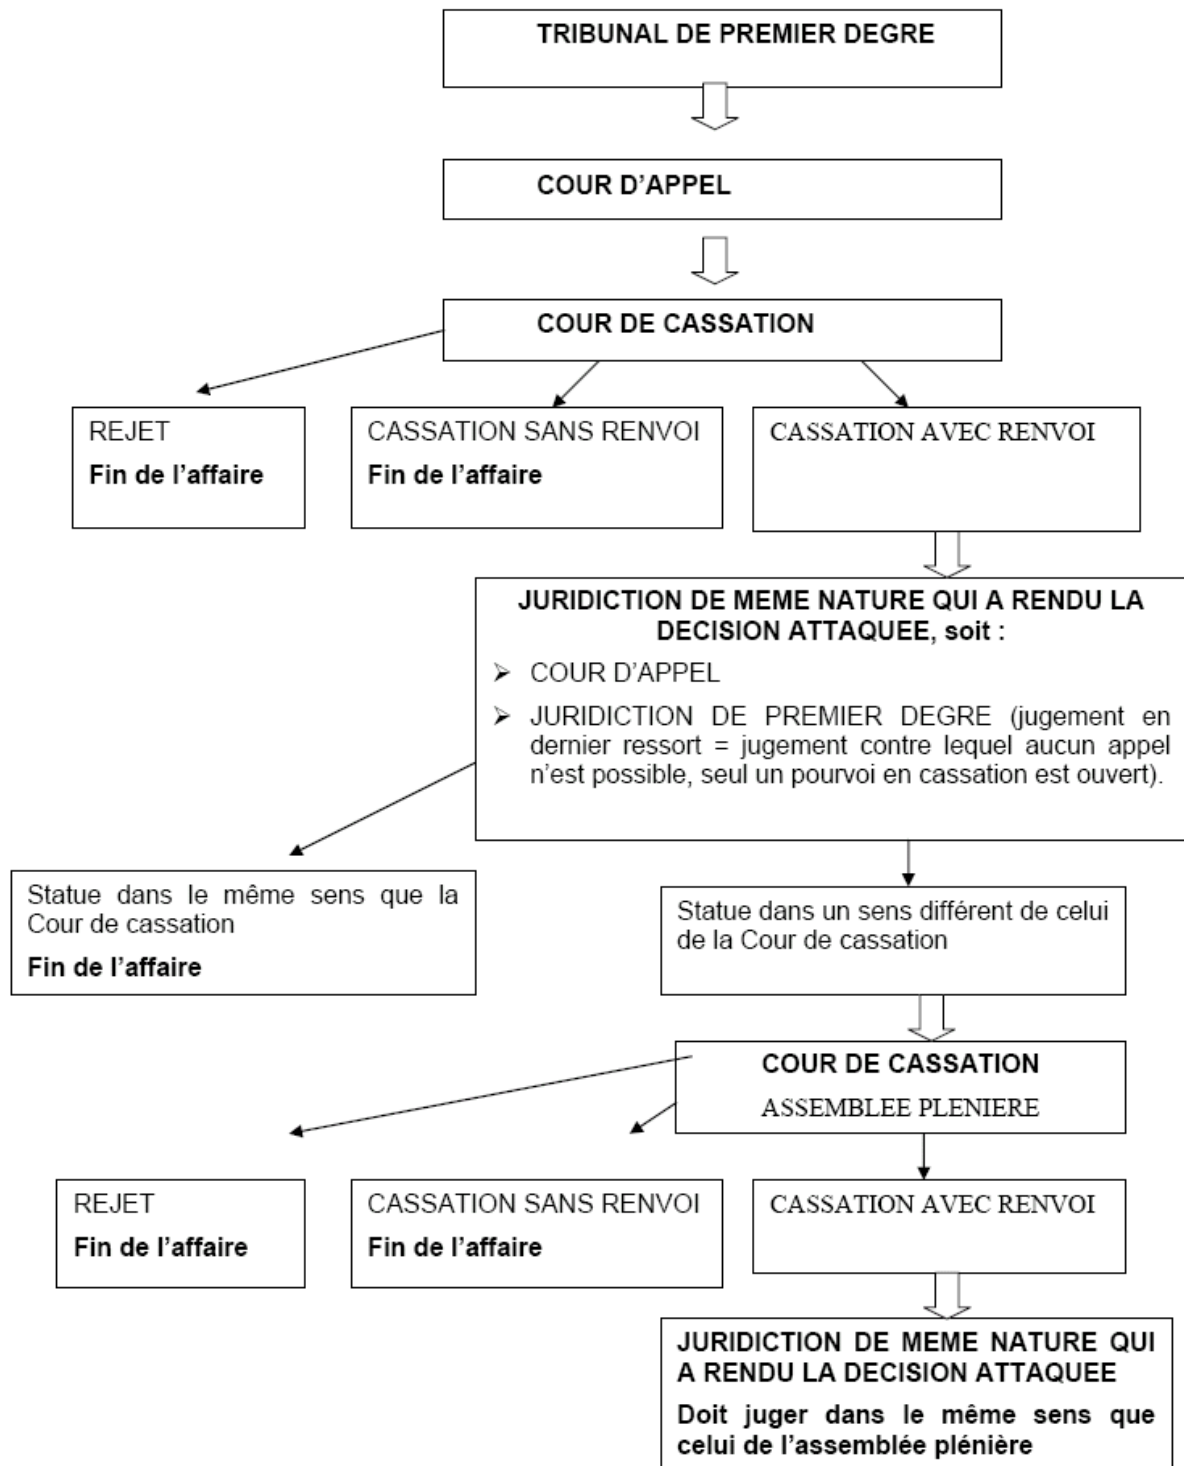 TRIBUNAL DE PREMIER DEGRE
COUR D'APPEL
COUR DE CASSATION
REJET
Fin de l'affaire
CASSATION SANS RENVOI
Fin de l'affaire
CASSATION AVEC RENVOI
JURIDICTION DE MEME NATURE QUI A RENDU LA
DECISION ATTAQUEE, soit :
➢ COUR D'APPEL
➢ JURIDICTION DE PREMIER DEGRE (jugement en
dernier ressort = jugement contre lequel aucun appel
n'est possible, seul un pourvoi en cassation est ouvert).
Statue dans le même sens que la
Cour de cassation
Fin de l'affaire
Statue dans un sens différent de celui
de la Cour de cassation
COUR DE CASSATION
ASSEMBLEE PLENIERE
REJET
Fin de l'affaire
CASSATION SANS RENVOI
Fin de l'affaire
CASSATION AVEC RENVOI
JURIDICTION DE MEME NATURE QUI
A RENDU LA DECISION ATTAQUEE
Doit juger dans le même sens que
celui de l'assemblée plénière